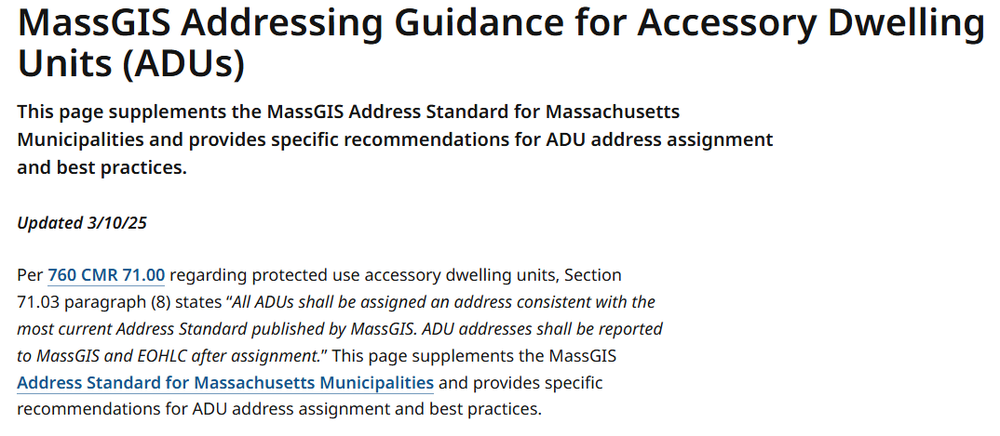 MassGIS Addressing Guidance for Accessory Dwelling
Units (ADUs)
This page supplements the MassGIS Address Standard for Massachusetts
Municipalities and provides specific recommendations for ADU address assignment
and best practices.
Updated 3/10/25
Per 760 CMR 71.00 regarding protected use accessory dwelling units, Section
71.03 paragraph (8) states “All ADUs shall be assigned an address consistent with the
most current Address Standard published by MassGIS. ADU addresses shall be reported
to MassGIS and EOHLC after assignment.” This page supplements the MassGIS
Address Standard for Massachusetts Municipalities and provides specific
recommendations for ADU address assignment and best practices.